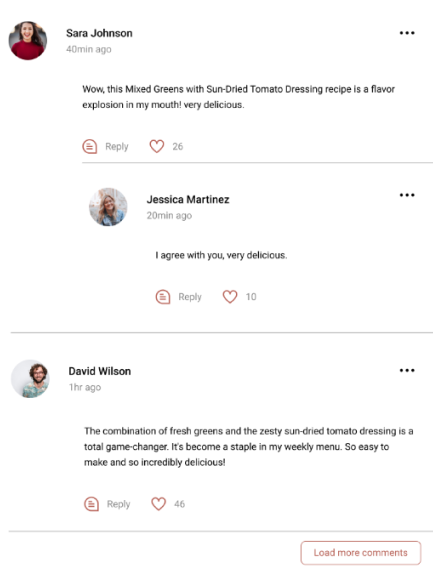 Sara Johnson
40min ago
Wow, this Mixed Greens with Sun-Dried Tomato Dressing recipe is a flavor
explosion in my mouth! very delicious.
Reply 26
Jessica Martinez
20min ago
I agree with you, very delicious.
Reply 10
David Wilson
1hr ago
The combination of fresh greens and the zesty sun-dried tomato dressing is a
total game-changer. It's become a staple in my weekly menu. So easy to
make and so incredibly delicious!
Reply 46
Load more comments